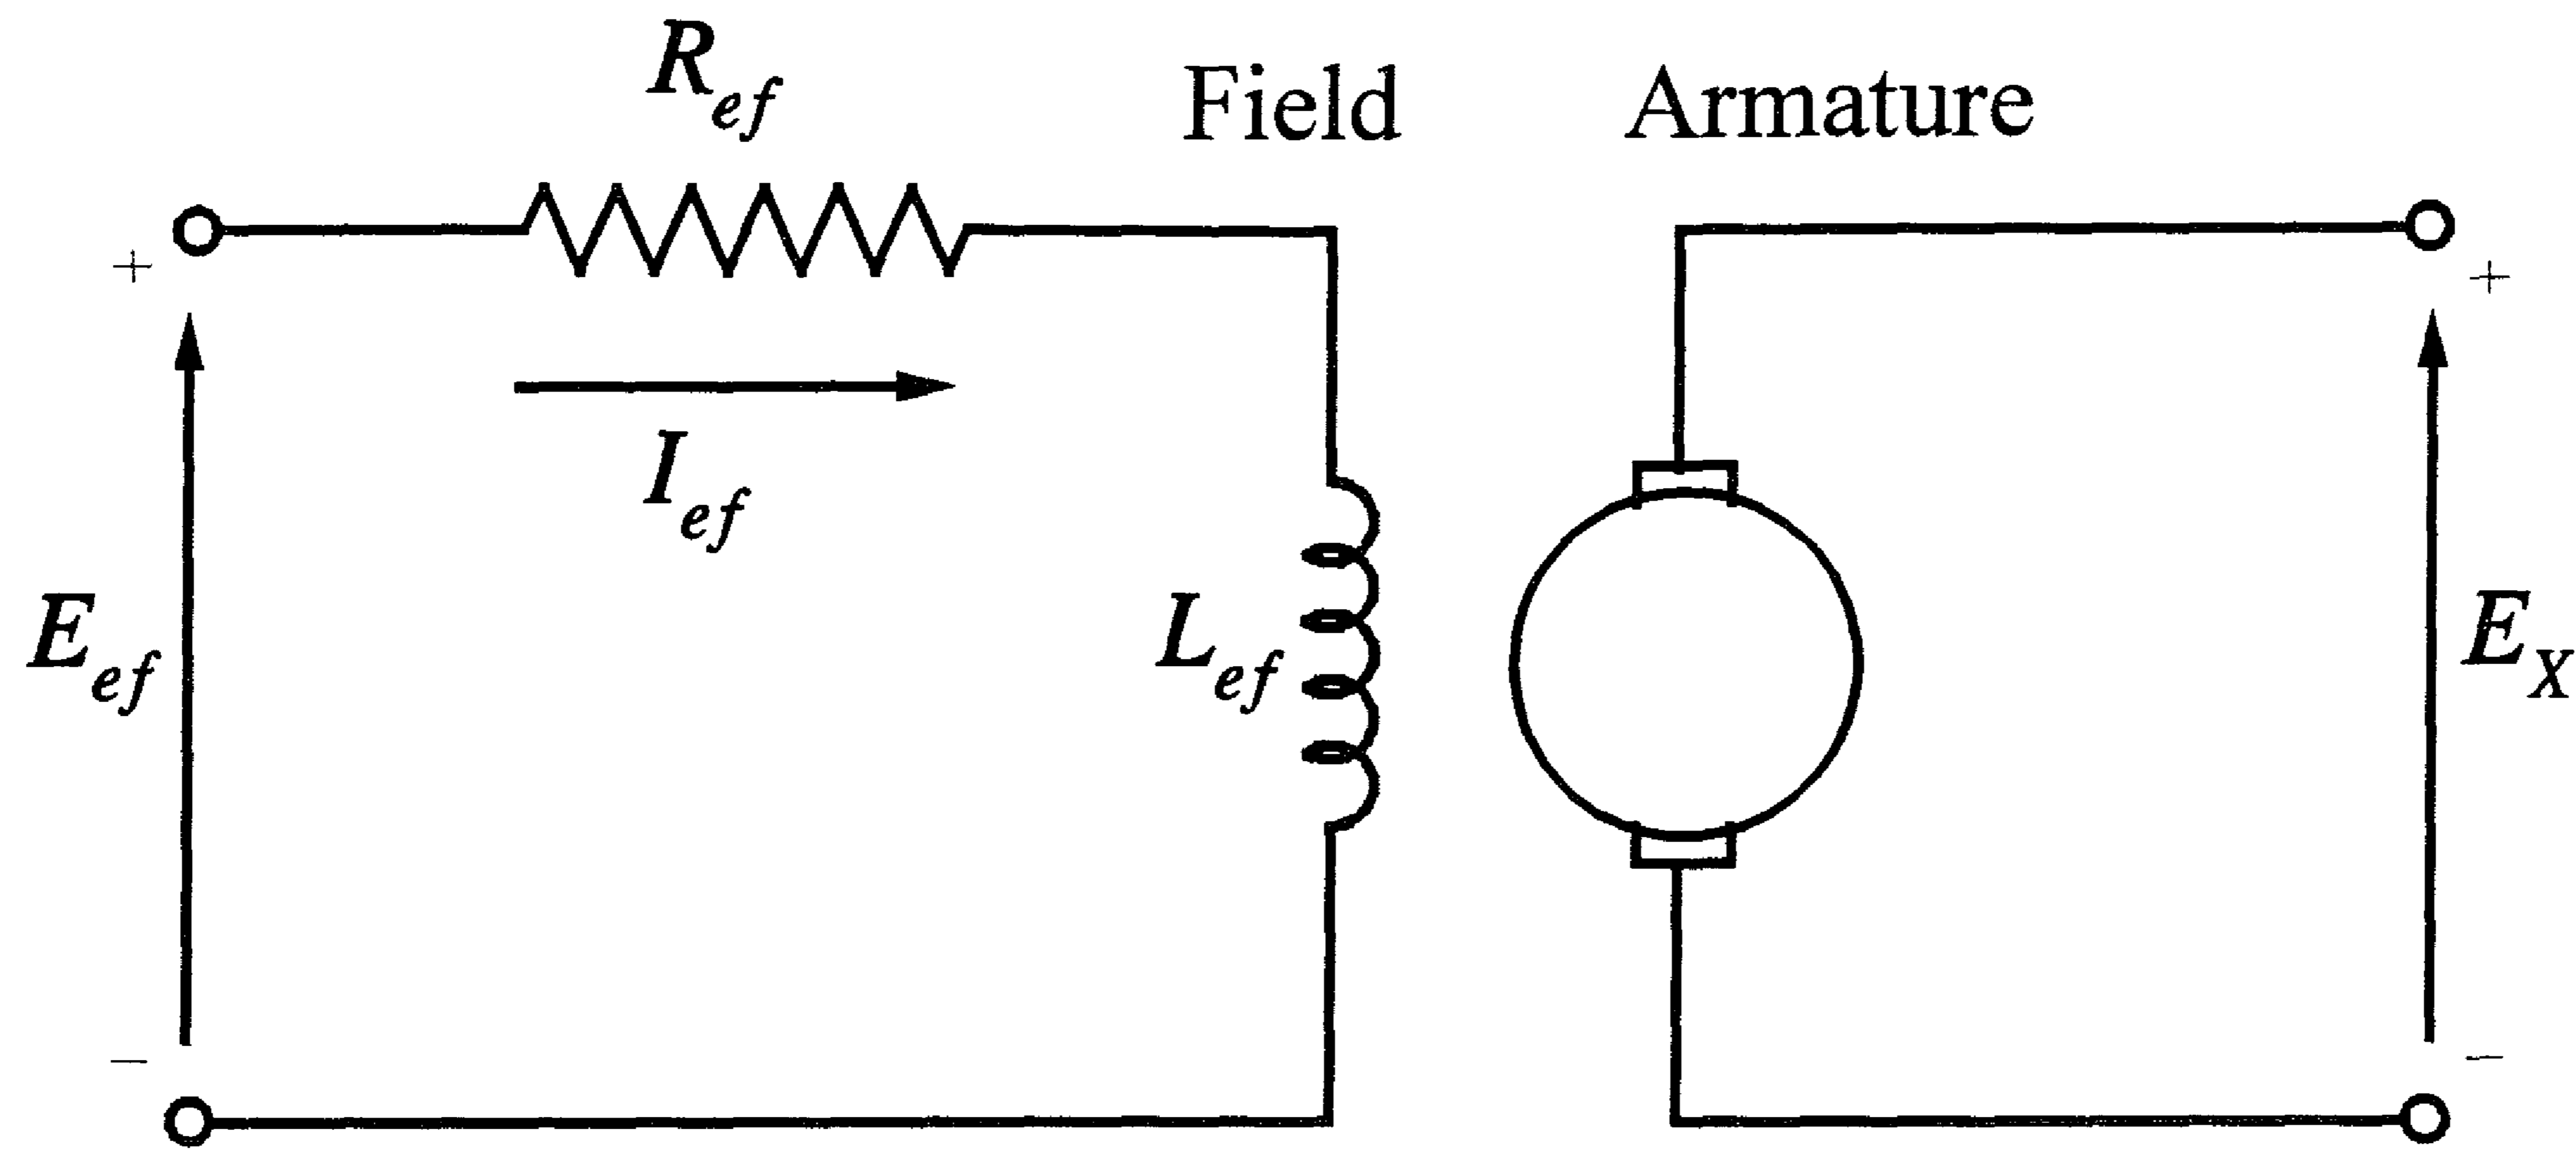 R_ef
Field Armature
+ +
I_ef
E_ef L_ef E_X
− −